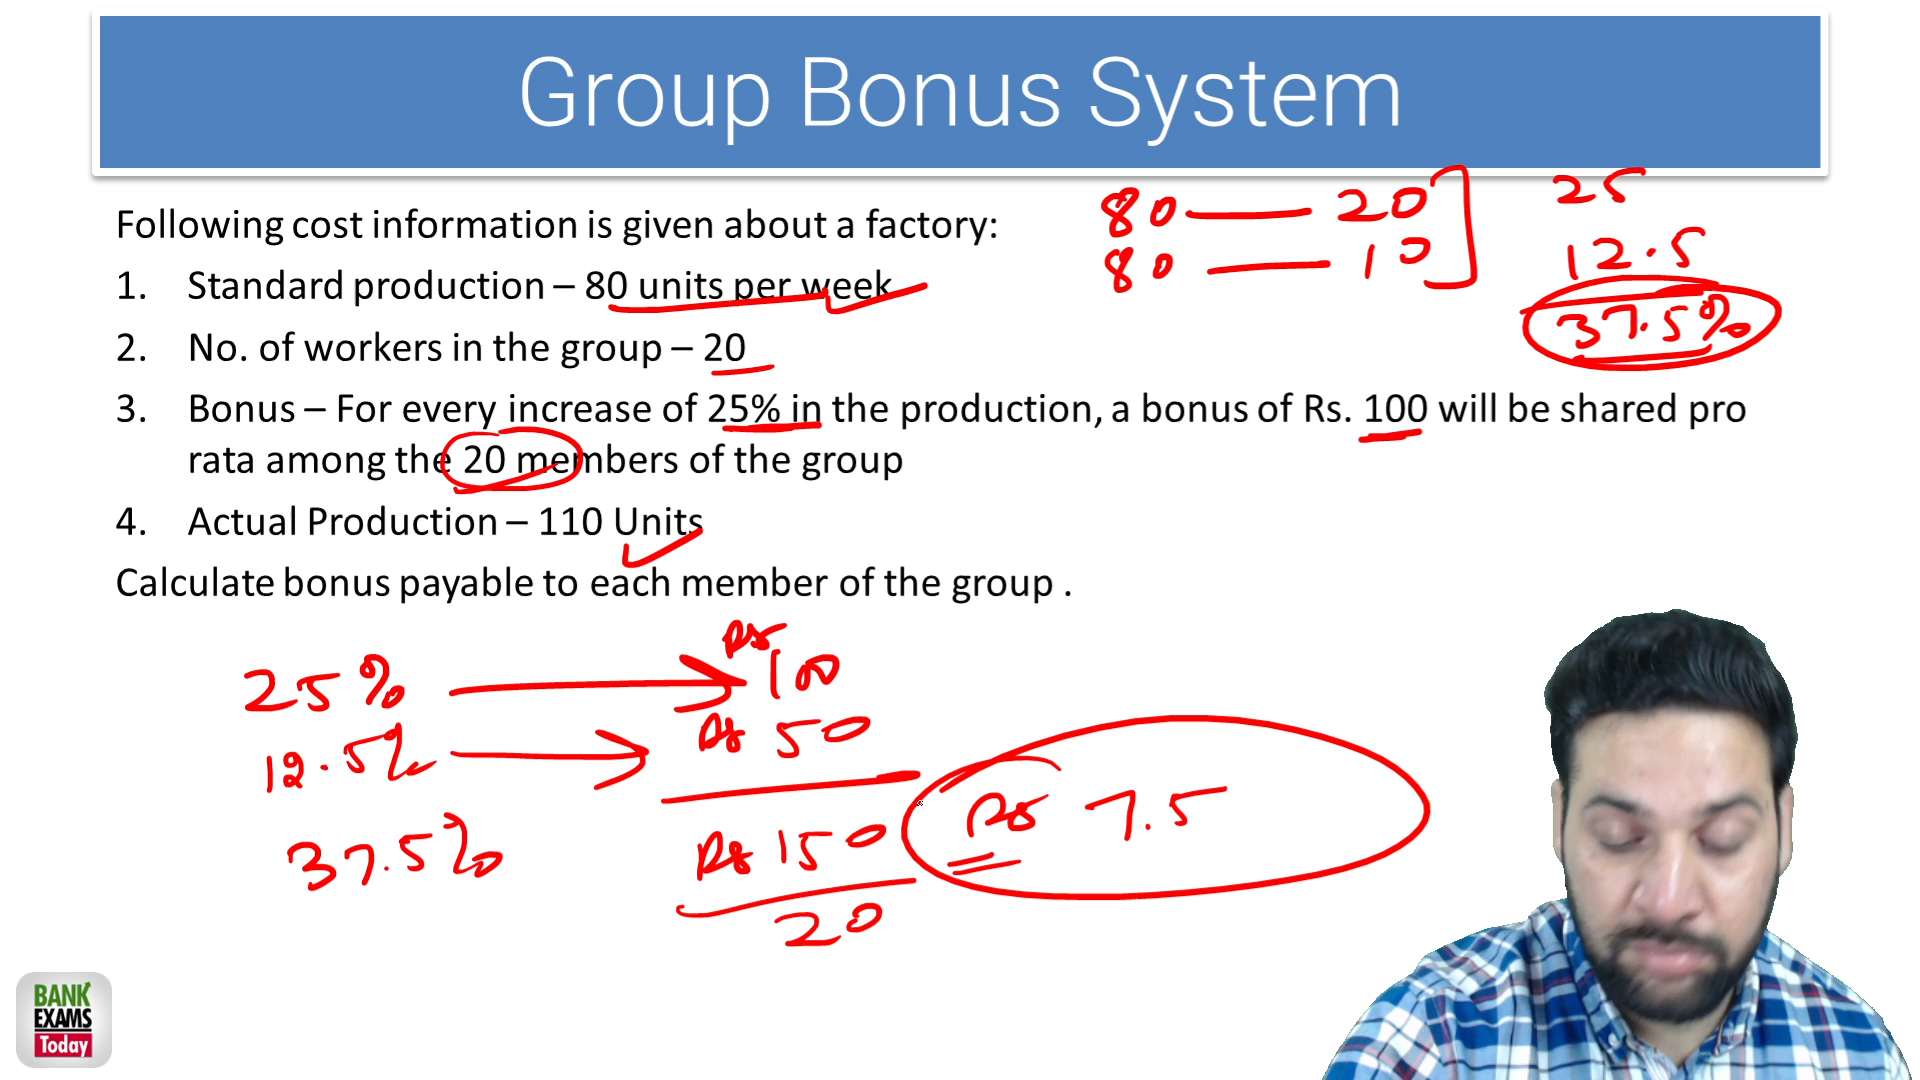 Group Bonus System
80 — 20
80 — 10
25
12.5
37.5%
Following cost information is given about a factory:
1. Standard production – 80 units per week
2. No. of workers in the group – 20
3. Bonus – For every increase of 25% in the production, a bonus of Rs. 100 will be shared pro
rata among the 20 members of the group
4. Actual Production – 110 Units
Calculate bonus payable to each member of the group .
25% → Rs 100
12.5% → Rs 50
37.5% Rs 150
20
Rs 7.5
BANK
EXAMS
Today